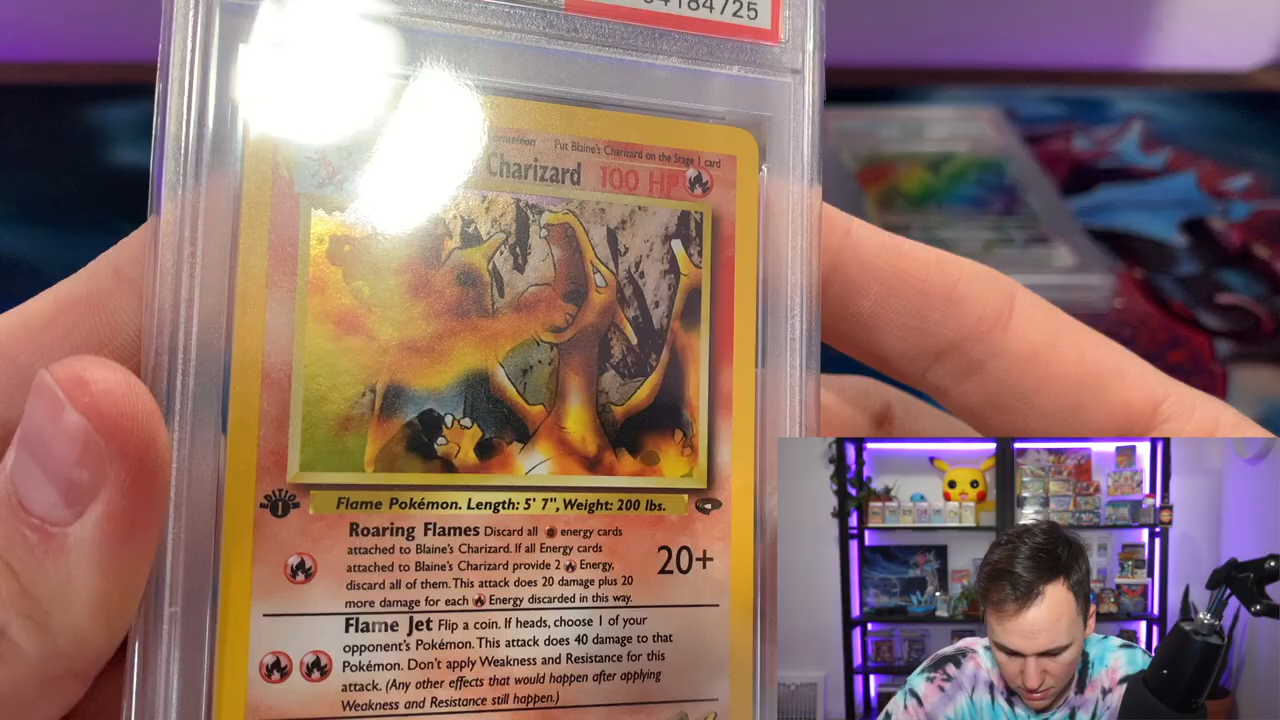 Put Blaine's Charizard on the Stage 1 card
Charizard 100 HP
EDITION
1
Flame Pokémon. Length: 5' 7", Weight: 200 lbs.
Roaring Flames Discard all energy cards
attached to Blaine's Charizard. If all Energy cards
attached to Blaine's Charizard provide 2 Energy,
discard all of them. This attack does 20 damage plus 20
more damage for each Energy discarded in this way.
20+
Flame Jet Flip a coin. If heads, choose 1 of your
opponent's Pokémon. This attack does 40 damage to that
Pokémon. Don't apply Weakness and Resistance for this
attack. (Any other effects that would happen after applying
Weakness and Resistance still happen.)